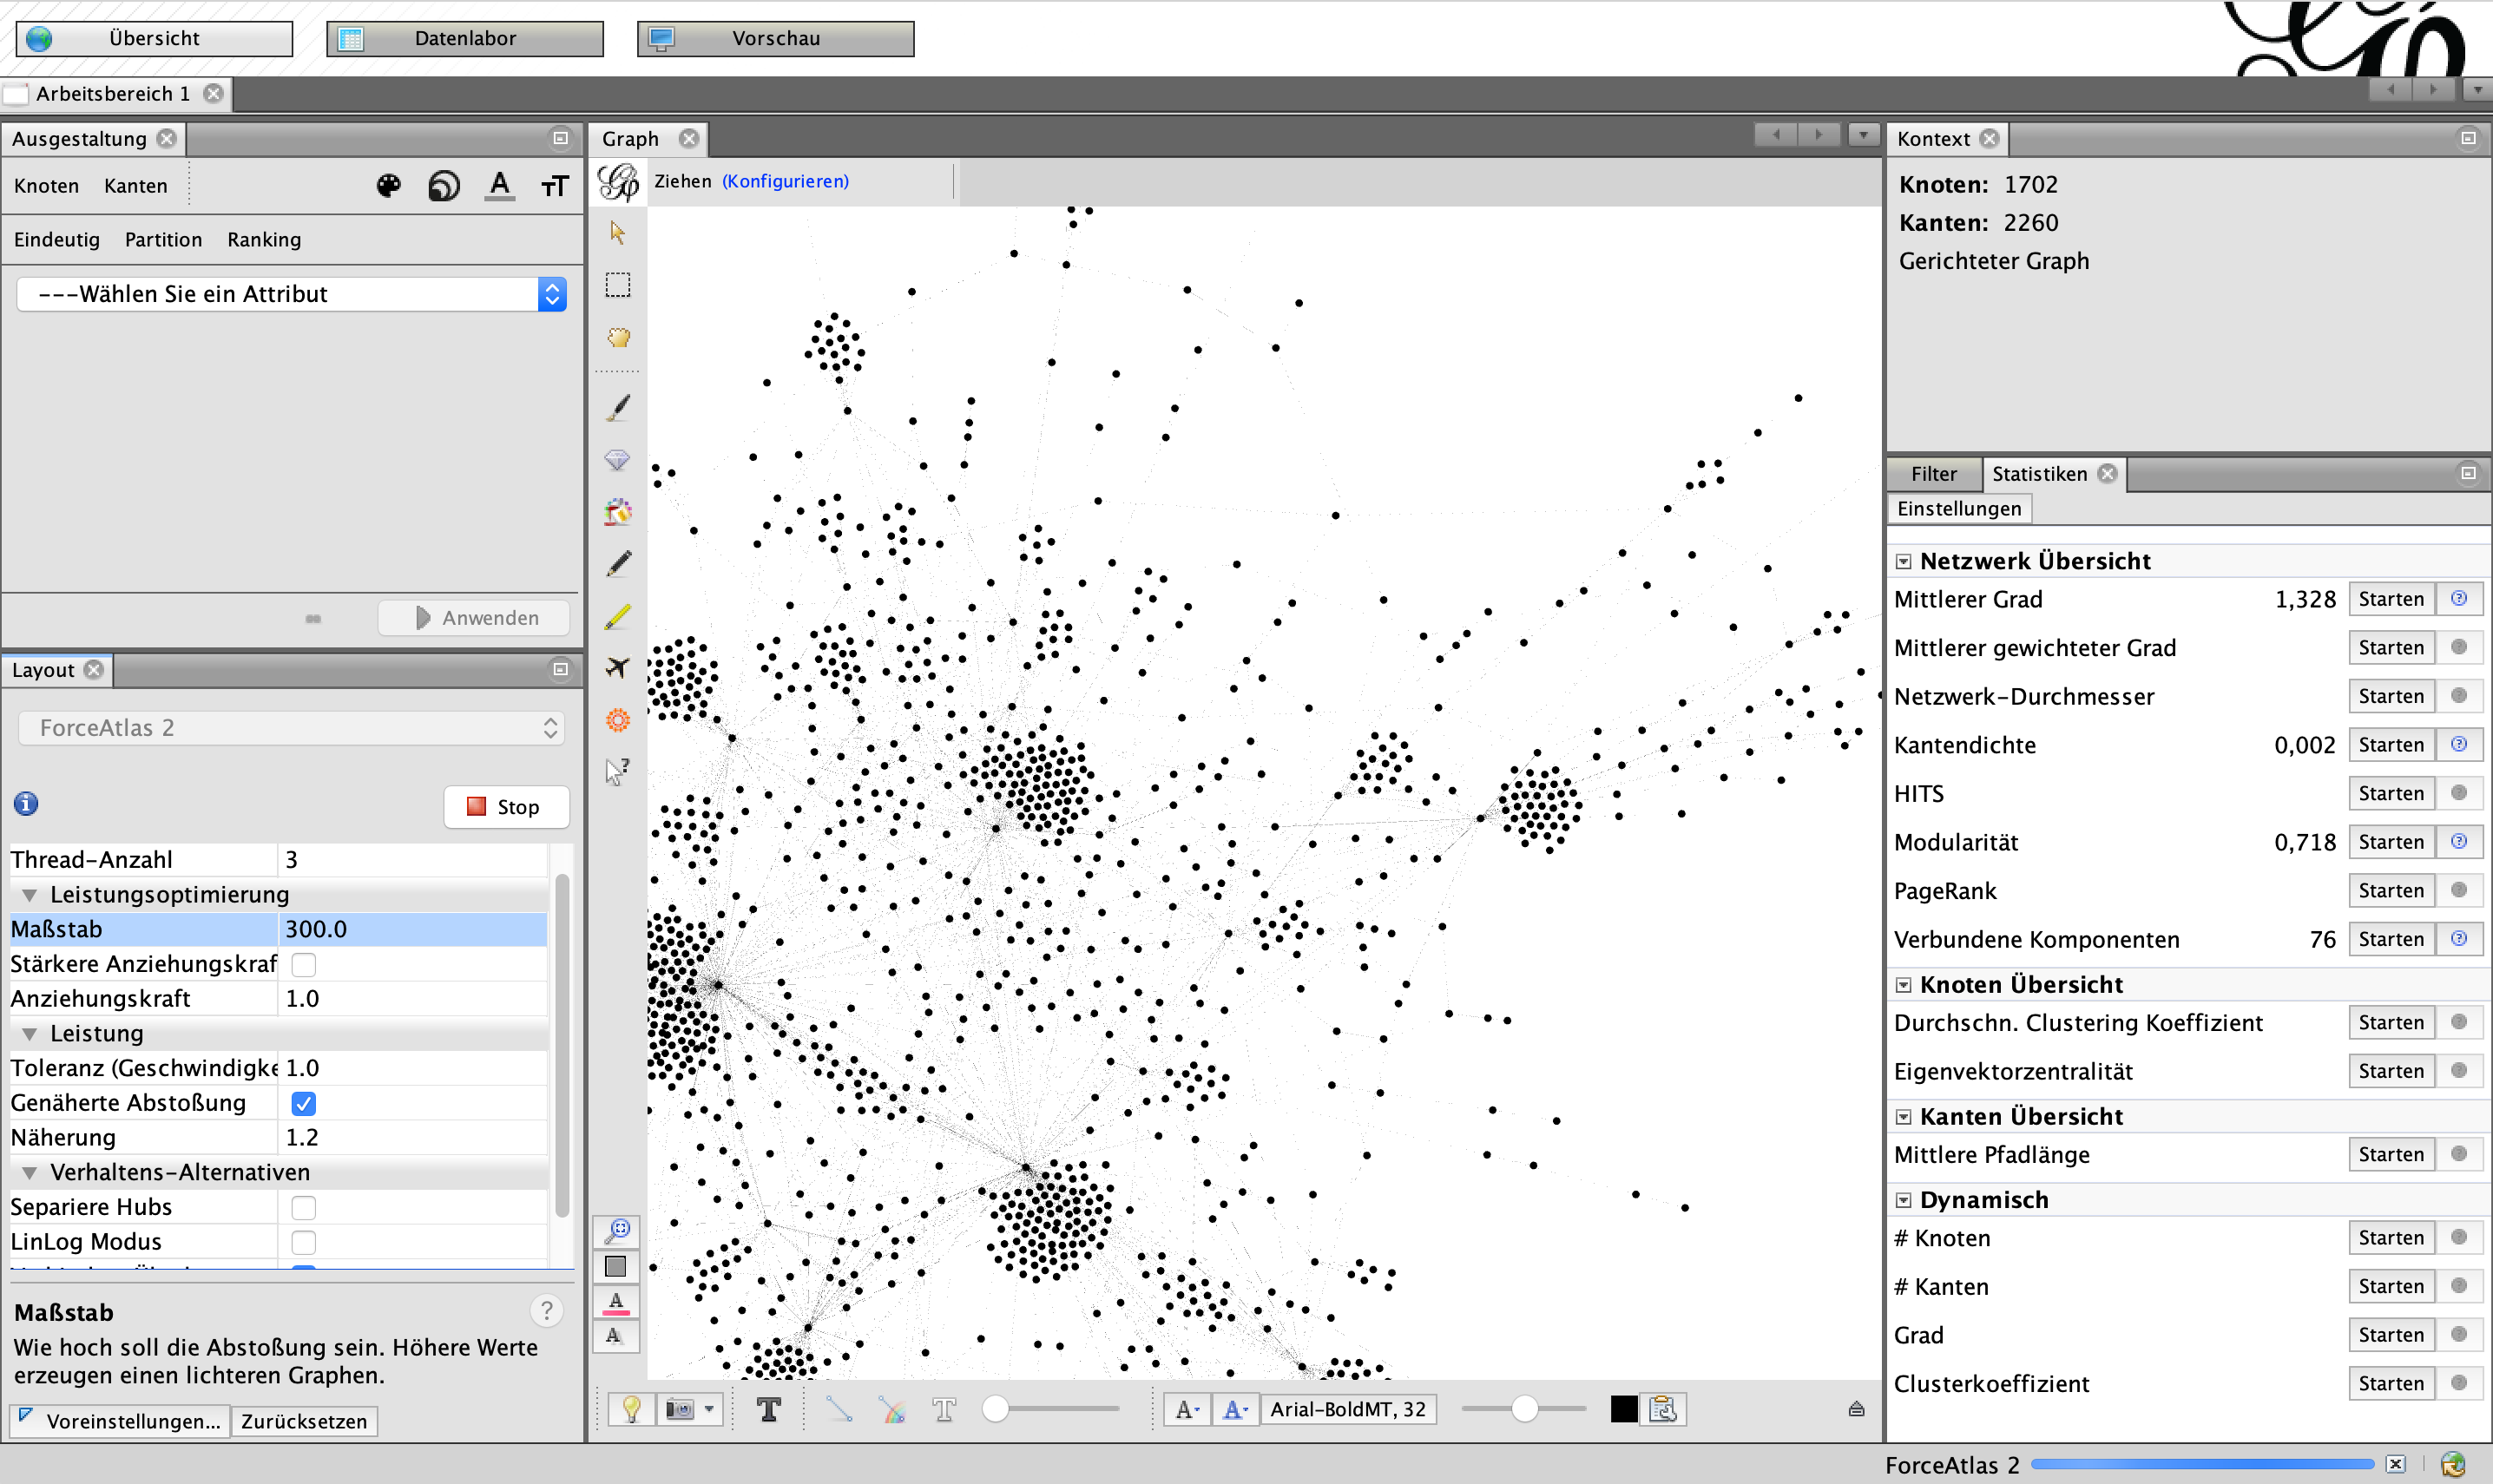 Übersicht
Datenlabor
Vorschau
Arbeitsbereich 1
Ausgestaltung
Knoten Kanten
Eindeutig Partition Ranking
---Wählen Sie ein Attribut
Anwenden
Layout
ForceAtlas 2
Stop
Thread-Anzahl 3
Leistungsoptimierung
Maßstab 300.0
Stärkere Anziehungskraf
Anziehungskraft 1.0
Leistung
Toleranz (Geschwindigke 1.0
Genäherte Abstoßung
Näherung 1.2
Verhaltens-Alternativen
Separiere Hubs
LinLog Modus
Maßstab
Wie hoch soll die Abstoßung sein. Höhere Werte
erzeugen einen lichteren Graphen.
Voreinstellungen... Zurücksetzen
Graph
Ziehen (Konfigurieren)
Arial-BoldMT, 32
Kontext
Knoten: 1702
Kanten: 2260
Gerichteter Graph
Filter Statistiken
Einstellungen
Netzwerk Übersicht
Mittlerer Grad 1,328 Starten
Mittlerer gewichteter Grad Starten
Netzwerk-Durchmesser Starten
Kantendichte 0,002 Starten
HITS Starten
Modularität 0,718 Starten
PageRank Starten
Verbundene Komponenten 76 Starten
Knoten Übersicht
Durchschn. Clustering Koeffizient Starten
Eigenvektorzentralität Starten
Kanten Übersicht
Mittlere Pfadlänge Starten
Dynamisch
# Knoten Starten
# Kanten Starten
Grad Starten
Clusterkoeffizient Starten
ForceAtlas 2